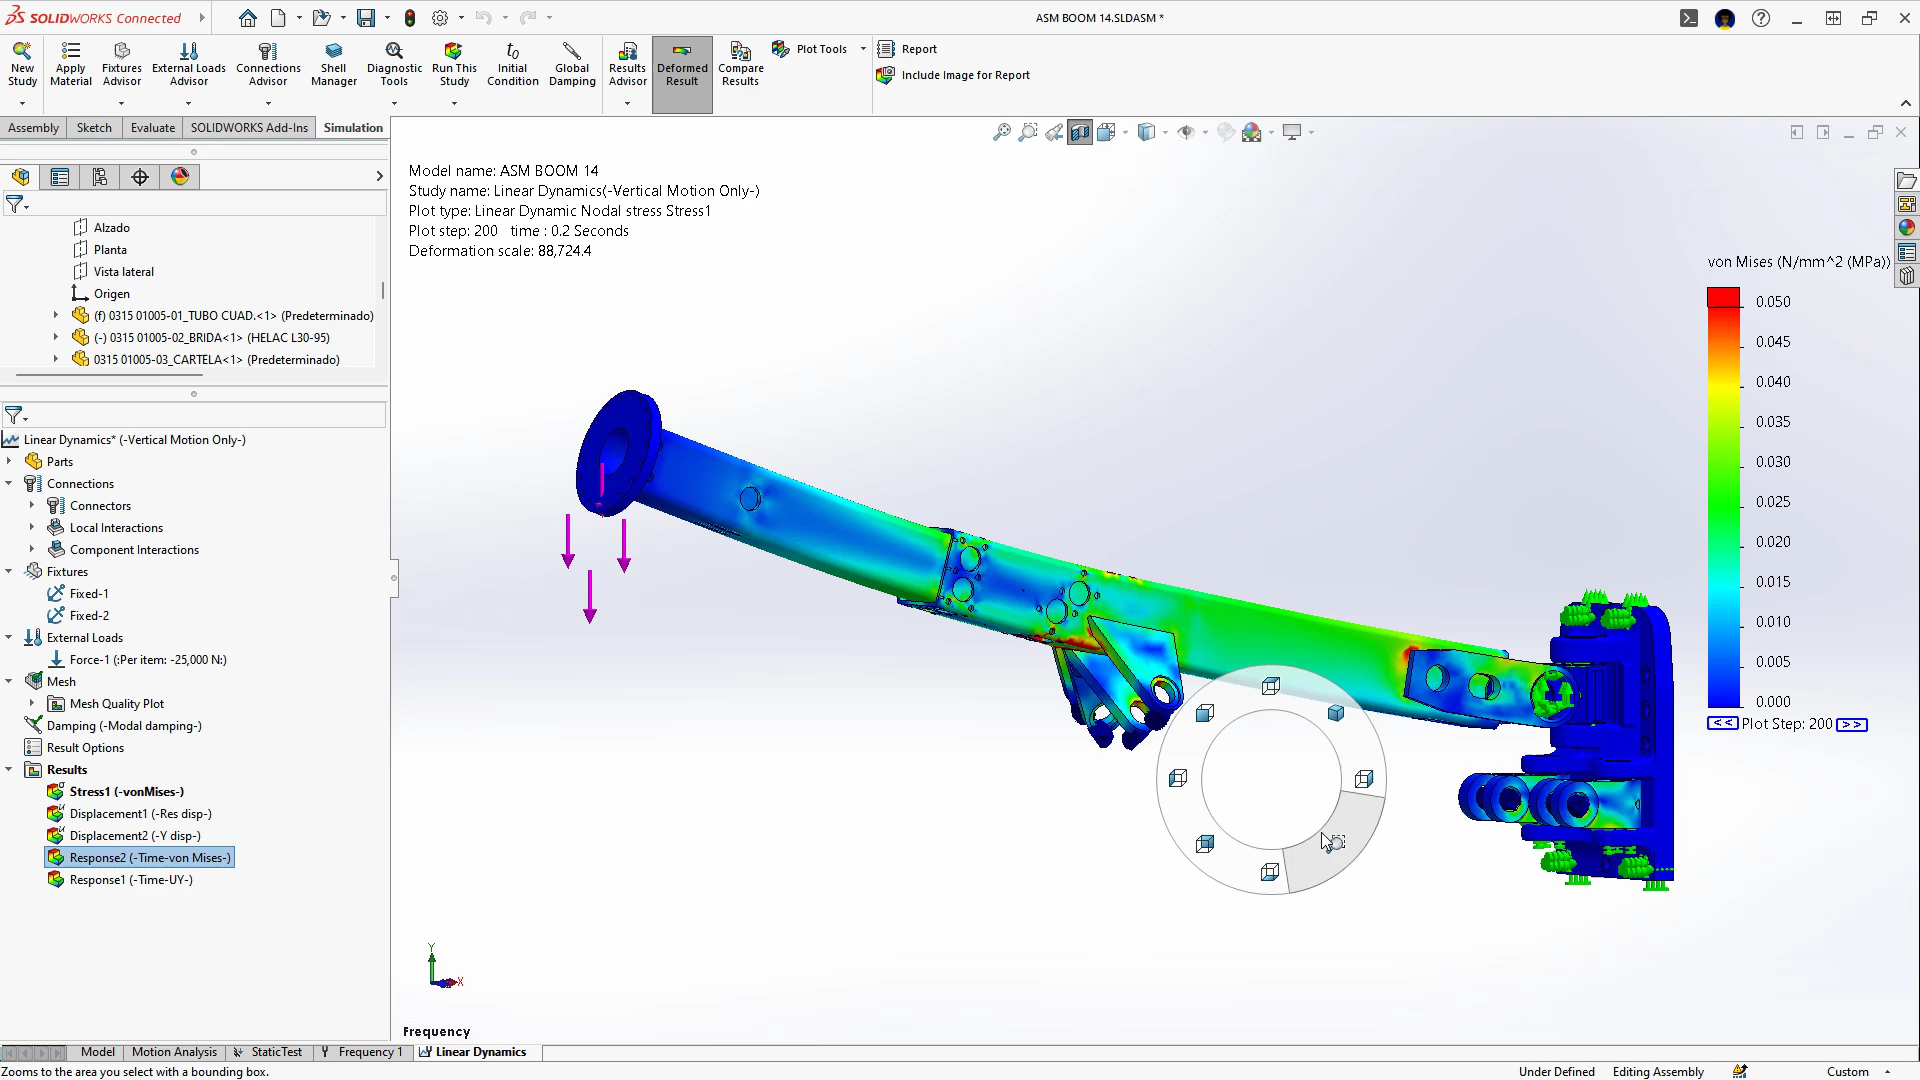 SOLIDWORKS Connected
ASM BOOM 14.SLDASM *
New Study
Apply Material
Fixtures Advisor
External Loads Advisor
Connections Advisor
Shell Manager
Diagnostic Tools
Run This Study
Initial Condition
Global Damping
Results Advisor
Deformed Result
Compare Results
Plot Tools
Report
Include Image for Report
Assembly
Sketch
Evaluate
SOLIDWORKS Add-Ins
Simulation
Alzado
Planta
Vista lateral
Origen
(f) 0315 01005-01_TUBO CUAD.<1> (Predeterminado)
(-) 0315 01005-02_BRIDA<1> (HELAC L30-95)
0315 01005-03_CARTELA<1> (Predeterminado)
Linear Dynamics* (-Vertical Motion Only-)
Parts
Connections
Connectors
Local Interactions
Component Interactions
Fixtures
Fixed-1
Fixed-2
External Loads
Force-1 (:Per item: -25,000 N:)
Mesh
Mesh Quality Plot
Damping (-Modal damping-)
Result Options
Results
Stress1 (-vonMises-)
Displacement1 (-Res disp-)
Displacement2 (-Y disp-)
Response2 (-Time-von Mises-)
Response1 (-Time-UY-)
Model name: ASM BOOM 14
Study name: Linear Dynamics(-Vertical Motion Only-)
Plot type: Linear Dynamic Nodal stress Stress1
Plot step: 200 time : 0.2 Seconds
Deformation scale: 88,724.4
von Mises (N/mm^2 (MPa))
0.050
0.045
0.040
0.035
0.030
0.025
0.020
0.015
0.010
0.005
0.000
<< Plot Step: 200 >>
Y
X
Frequency
Model
Motion Analysis
StaticTest
Frequency 1
Linear Dynamics
Zooms to the area you select with a bounding box.
Under Defined
Editing Assembly
Custom